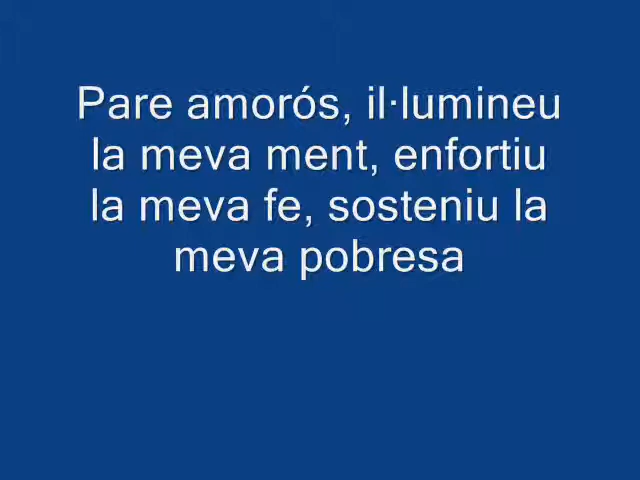 Pare amorós, il·lumineu
la meva ment, enfortiu
la meva fe, sosteniu la
meva pobresa